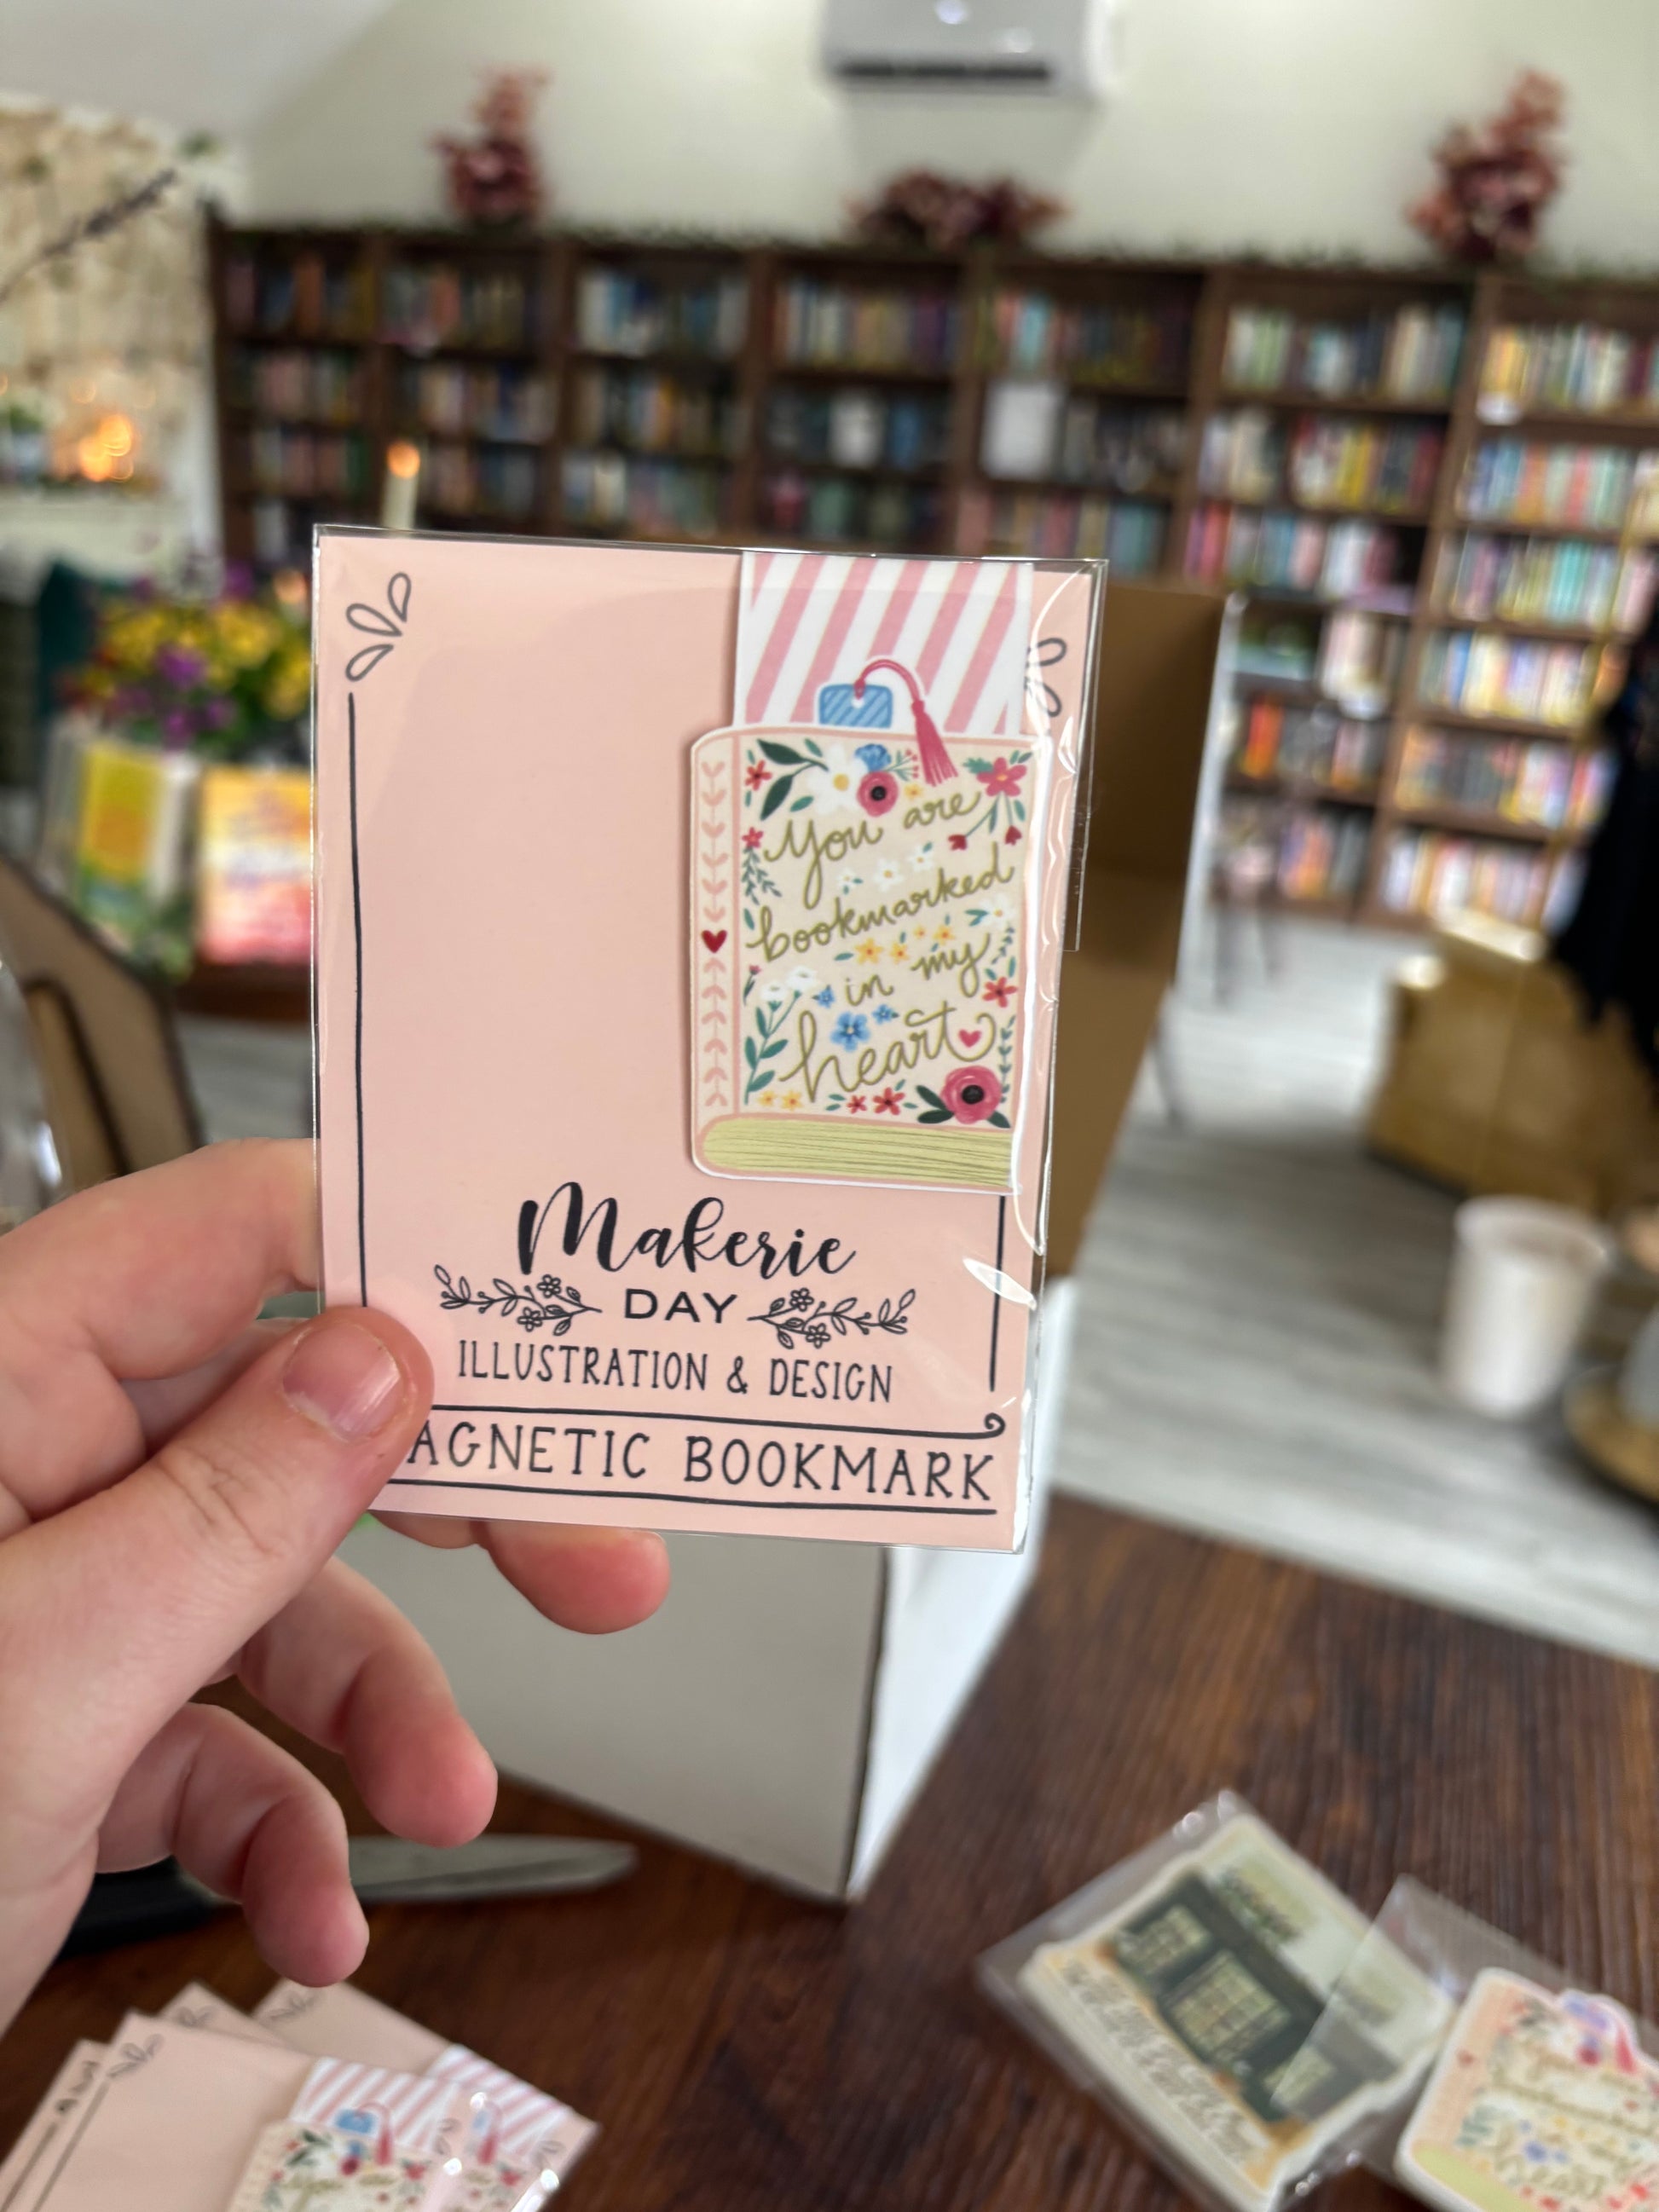 You are
bookmarked
in my
heart
Makerie
DAY
ILLUSTRATION & DESIGN
AGNETIC BOOKMARK